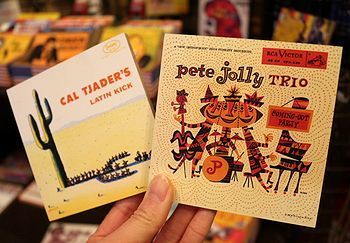 CAL TJADER'S
LATIN KICK
RCA VICTOR
pete jolly TRIO
COMING-OUT
PARTY
P